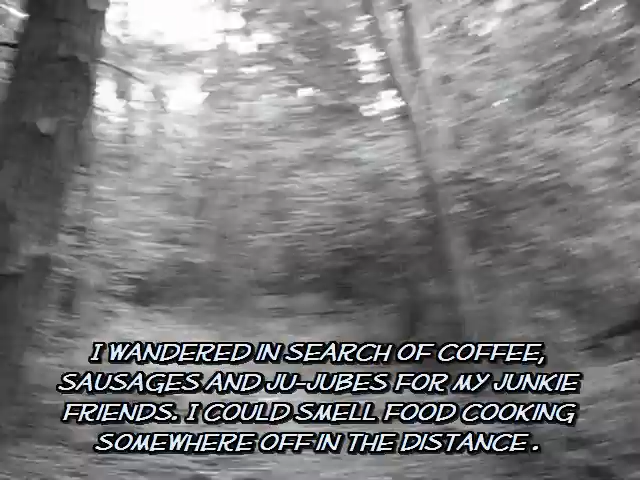 I WANDERED IN SEARCH OF COFFEE,
SAUSAGES AND JU-JUBES FOR MY JUNKIE
FRIENDS. I COULD SMELL FOOD COOKING
SOMEWHERE OFF IN THE DISTANCE .